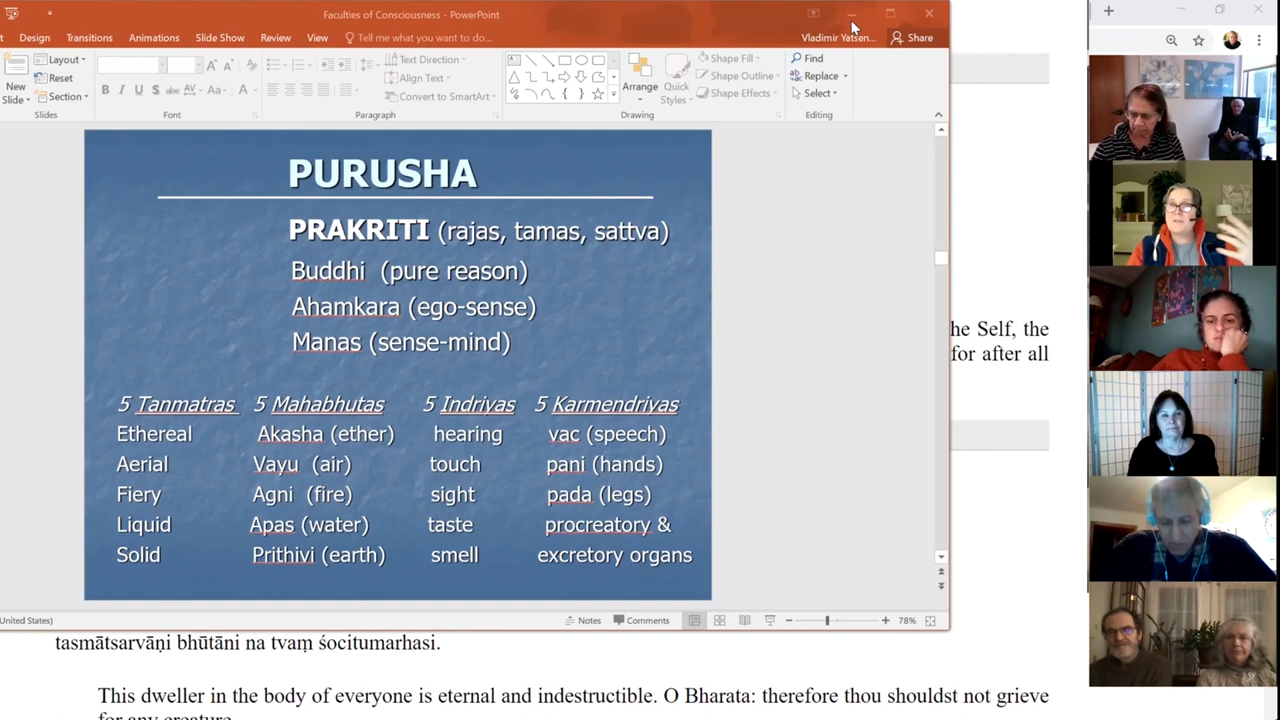 Faculties of Consciousness - PowerPoint
Design Transitions Animations Slide Show Review View Tell me what you want to do... Vladimir Yatsen... Share
Layout Text Direction Shape Fill Find
New Reset Align Text Arrange Quick Shape Outline Replace
Slide Section B I U S abc AV Aa A Convert to SmartArt Styles Shape Effects Select
Slides Font Paragraph Drawing Editing
PURUSHA
PRAKRITI (rajas, tamas, sattva)
Buddhi (pure reason)
Ahamkara (ego-sense)
Manas (sense-mind)
he Self, the
for after all
5 Tanmatras 5 Mahabhutas 5 Indriyas 5 Karmendriyas
Ethereal Akasha (ether) hearing vac (speech)
Aerial Vayu (air) touch pani (hands)
Fiery Agni (fire) sight pada (legs)
Liquid Apas (water) taste procreatory &
Solid Prithivi (earth) smell excretory organs
United States) Notes Comments 78%
tasmātsarvāṇi bhūtāni na tvaṃ śocitumarhasi.
This dweller in the body of everyone is eternal and indestructible. O Bharata: therefore thou shouldst not grieve
for any creature